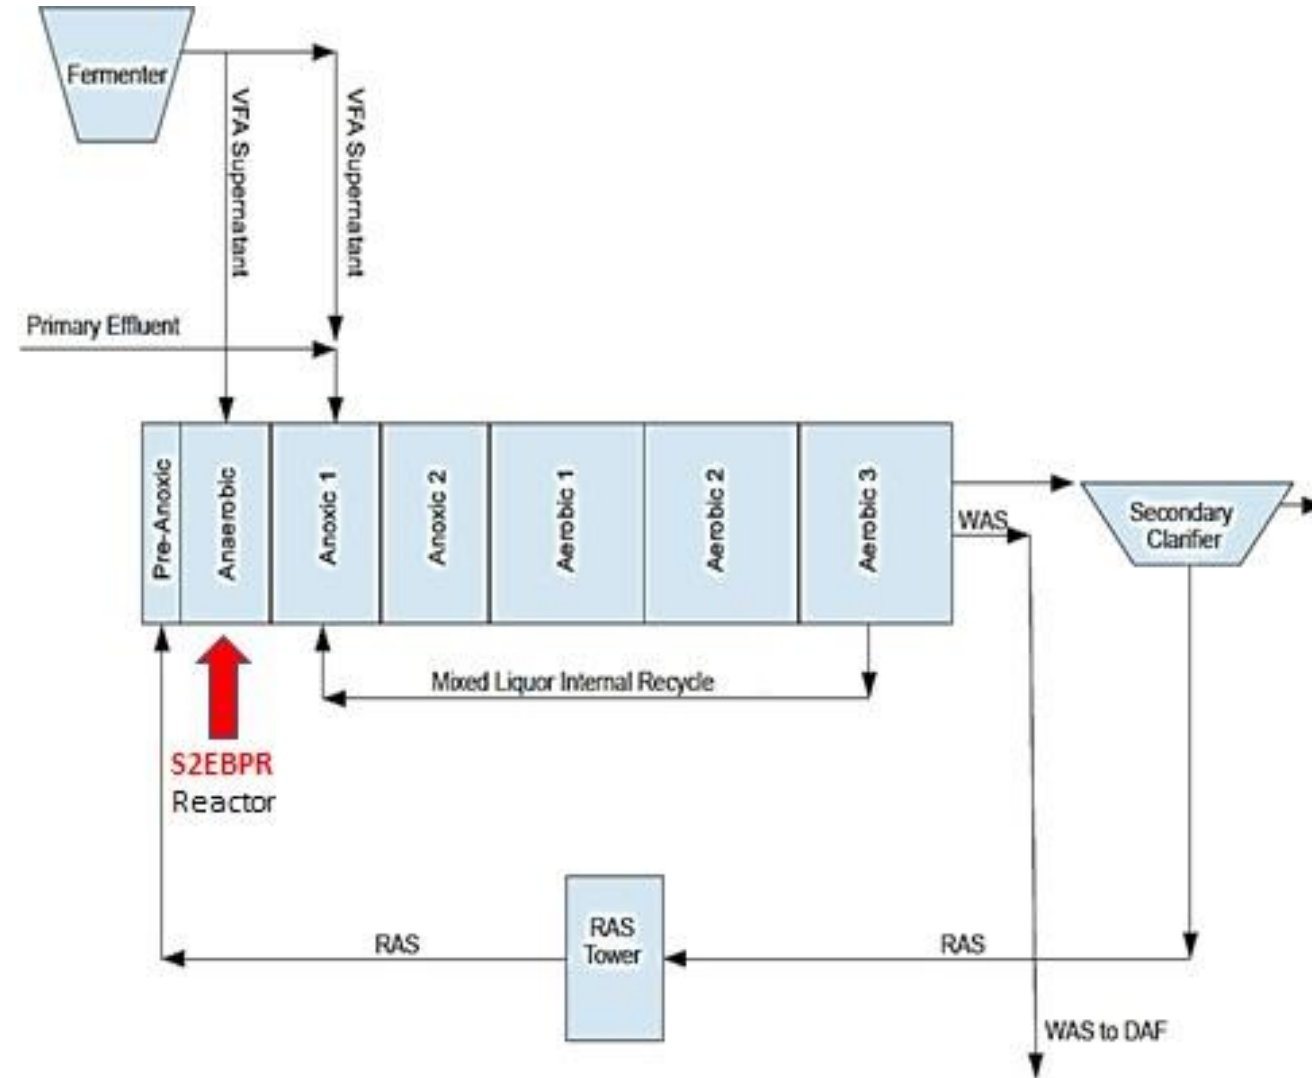 Fermenter
VFA Supernatant
VFA Supernatant
Primary Effluent
Pre-Anoxic
Anaerobic
Anoxic 1
Anoxic 2
Aerobic 1
Aerobic 2
Aerobic 3
WAS
Secondary
Clarifier
Mixed Liquor Internal Recycle
S2EBPR
Reactor
RAS
RAS
Tower
RAS
WAS to DAF